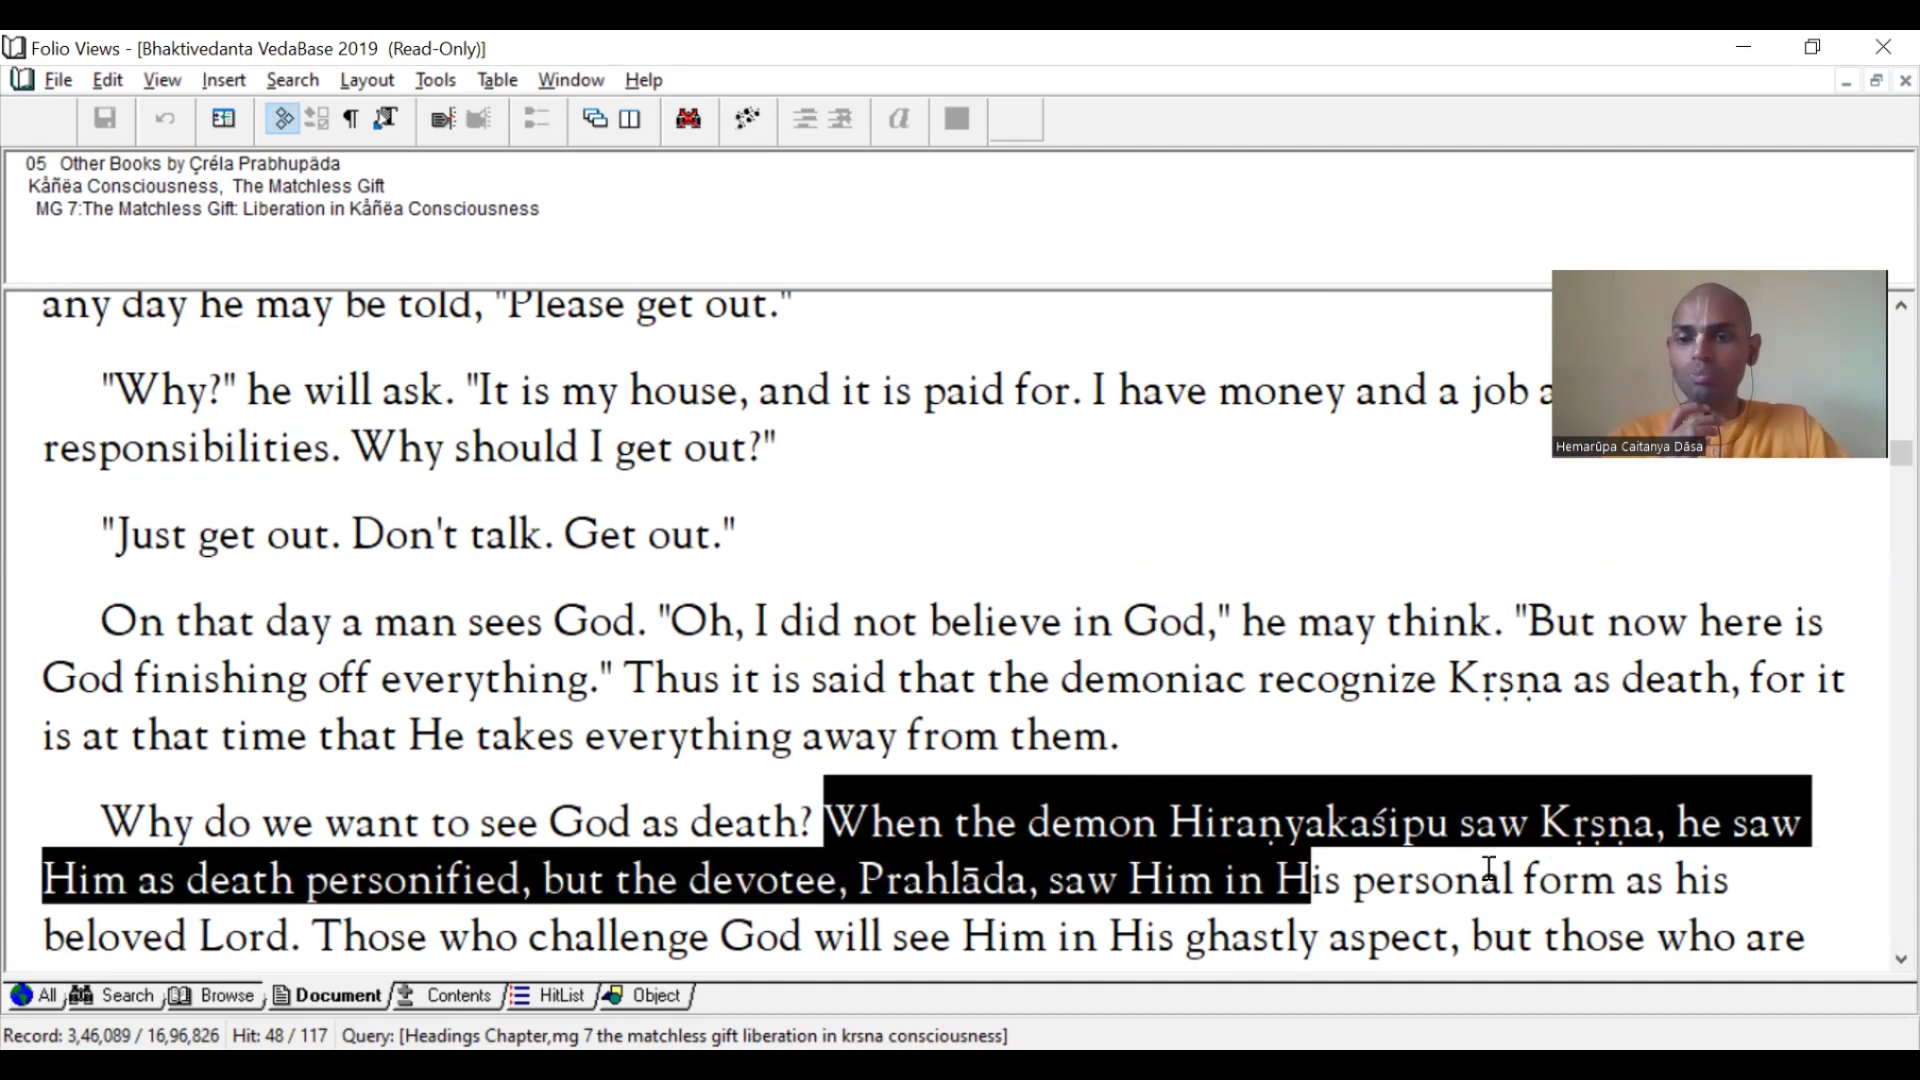 Folio Views - [Bhaktivedanta VedaBase 2019 (Read-Only)]
File Edit View Insert Search Layout Tools Table Window Help
05 Other Books by Çréla Prabhupäda
Kåñëa Consciousness, The Matchless Gift
MG 7:The Matchless Gift: Liberation in Kåñëa Consciousness
any day he may be told, "Please get out."
"Why?" he will ask. "It is my house, and it is paid for. I have money and a job a
responsibilities. Why should I get out?"
Hemarūpa Caitanya Dāsa
"Just get out. Don't talk. Get out."
On that day a man sees God. "Oh, I did not believe in God," he may think. "But now here is
God finishing off everything." Thus it is said that the demoniac recognize Kṛṣṇa as death, for it
is at that time that He takes everything away from them.
Why do we want to see God as death? When the demon Hiraṇyakaśipu saw Kṛṣṇa, he saw
Him as death personified, but the devotee, Prahlāda, saw Him in His personal form as his
beloved Lord. Those who challenge God will see Him in His ghastly aspect, but those who are
All Search Browse Document Contents HitList Object
Record: 3,46,089 / 16,96,826 Hit: 48 / 117 Query: [Headings Chapter,mg 7 the matchless gift liberation in krsna consciousness]